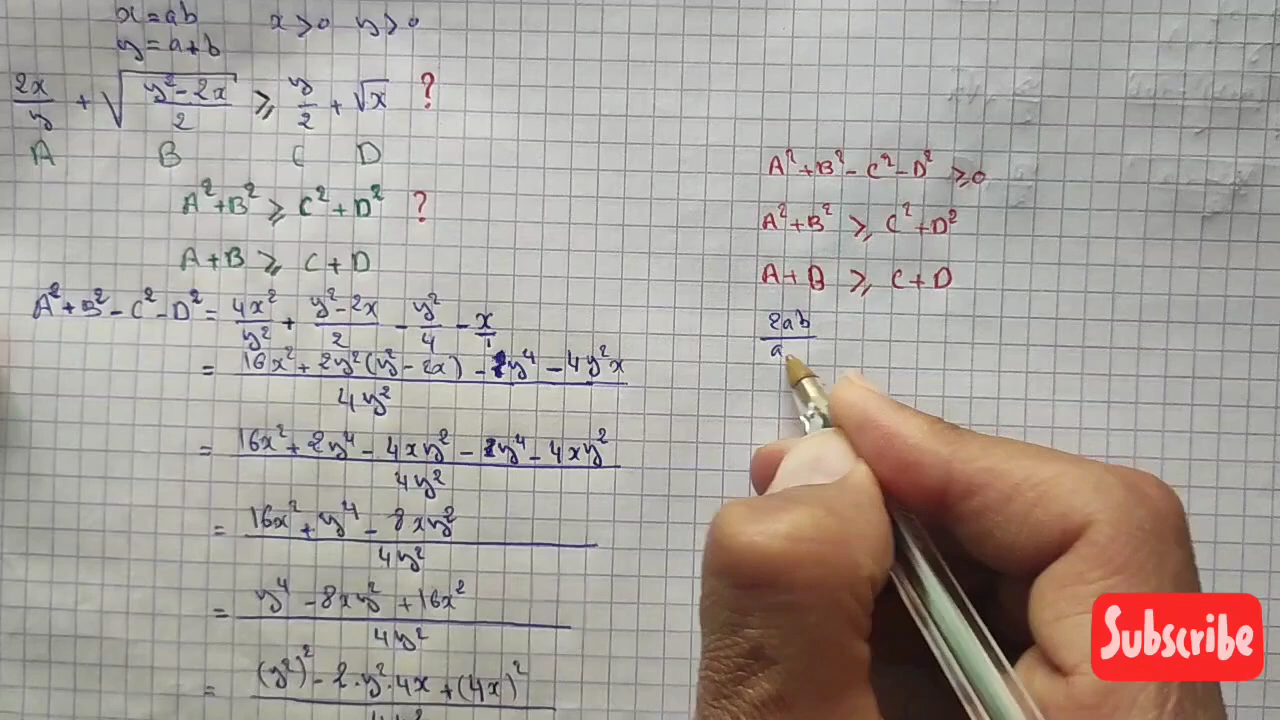 x = ab   x > 0   y > 0
y = a + b
2x/y + √((y² - 2x)/2) ≥ y/2 + √x ?
A   B   C   D
A² + B² ≥ C² + D² ?
A + B ≥ C + D
A² + B² - C² - D² = 4x²/y² + (y² - 2x)/2 - y²/4 - x/1
= (16x² + 2y²(y² - 2x) - y⁴ - 4y²x)/4y²
= (16x² + 2y⁴ - 4xy² - y⁴ - 4xy²)/4y²
= (16x² + y⁴ - 8xy²)/4y²
= (y⁴ - 8xy² + 16x²)/4y²
= (y²)² - 2·y²·4x + (4x)²
A² + B² - C² - D² ≥ 0
A² + B² ≥ C² + D²
A + B ≥ C + D
2ab/a
Subscribe